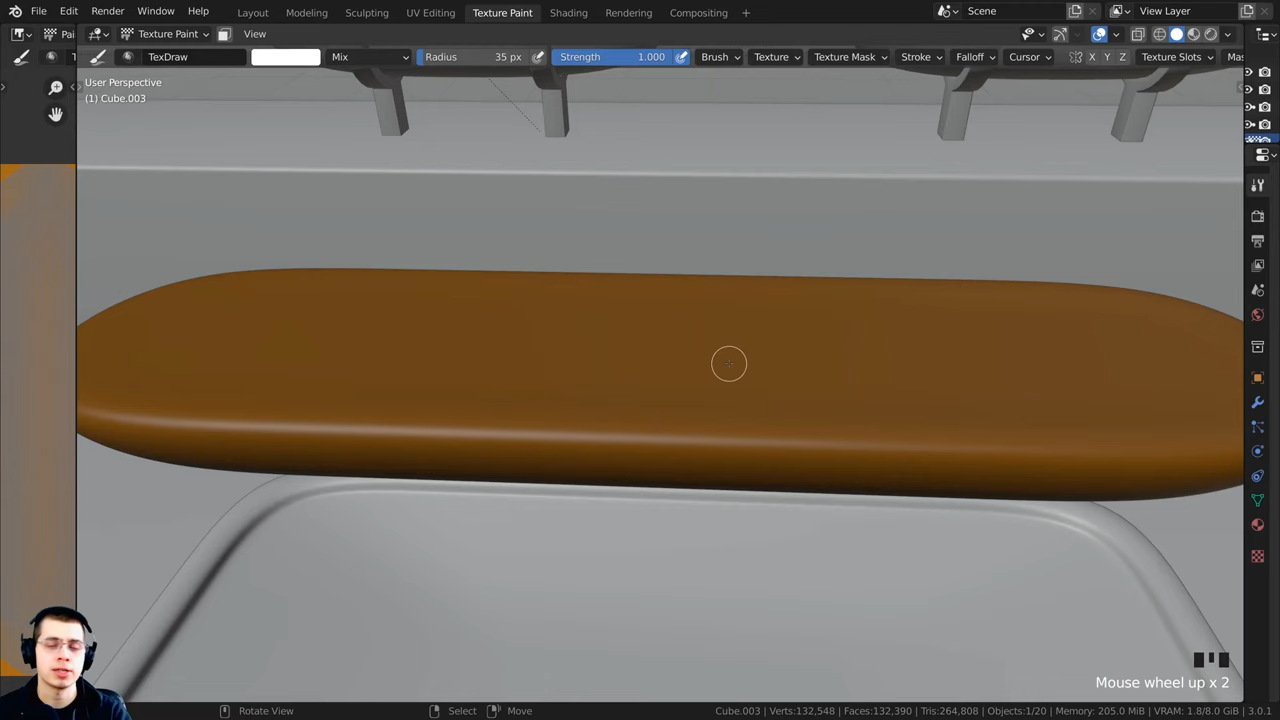 File Edit Render Window Help Layout Modeling Sculpting UV Editing Texture Paint Shading Rendering Compositing + Scene View Layer
Pai Texture Paint View
TexDraw Mix Radius 35 px Strength 1.000 Brush Texture Texture Mask Stroke Falloff Cursor X Y Z Texture Slots Mas
User Perspective
(1) Cube.003
Mouse wheel up x 2
Rotate View Select Move Cube.003 | Verts:132,548 | Faces:132,390 | Tris:264,808 | Objects:1/20 | Memory: 205.0 MiB | VRAM: 1.8/8.0 GiB | 3.0.1